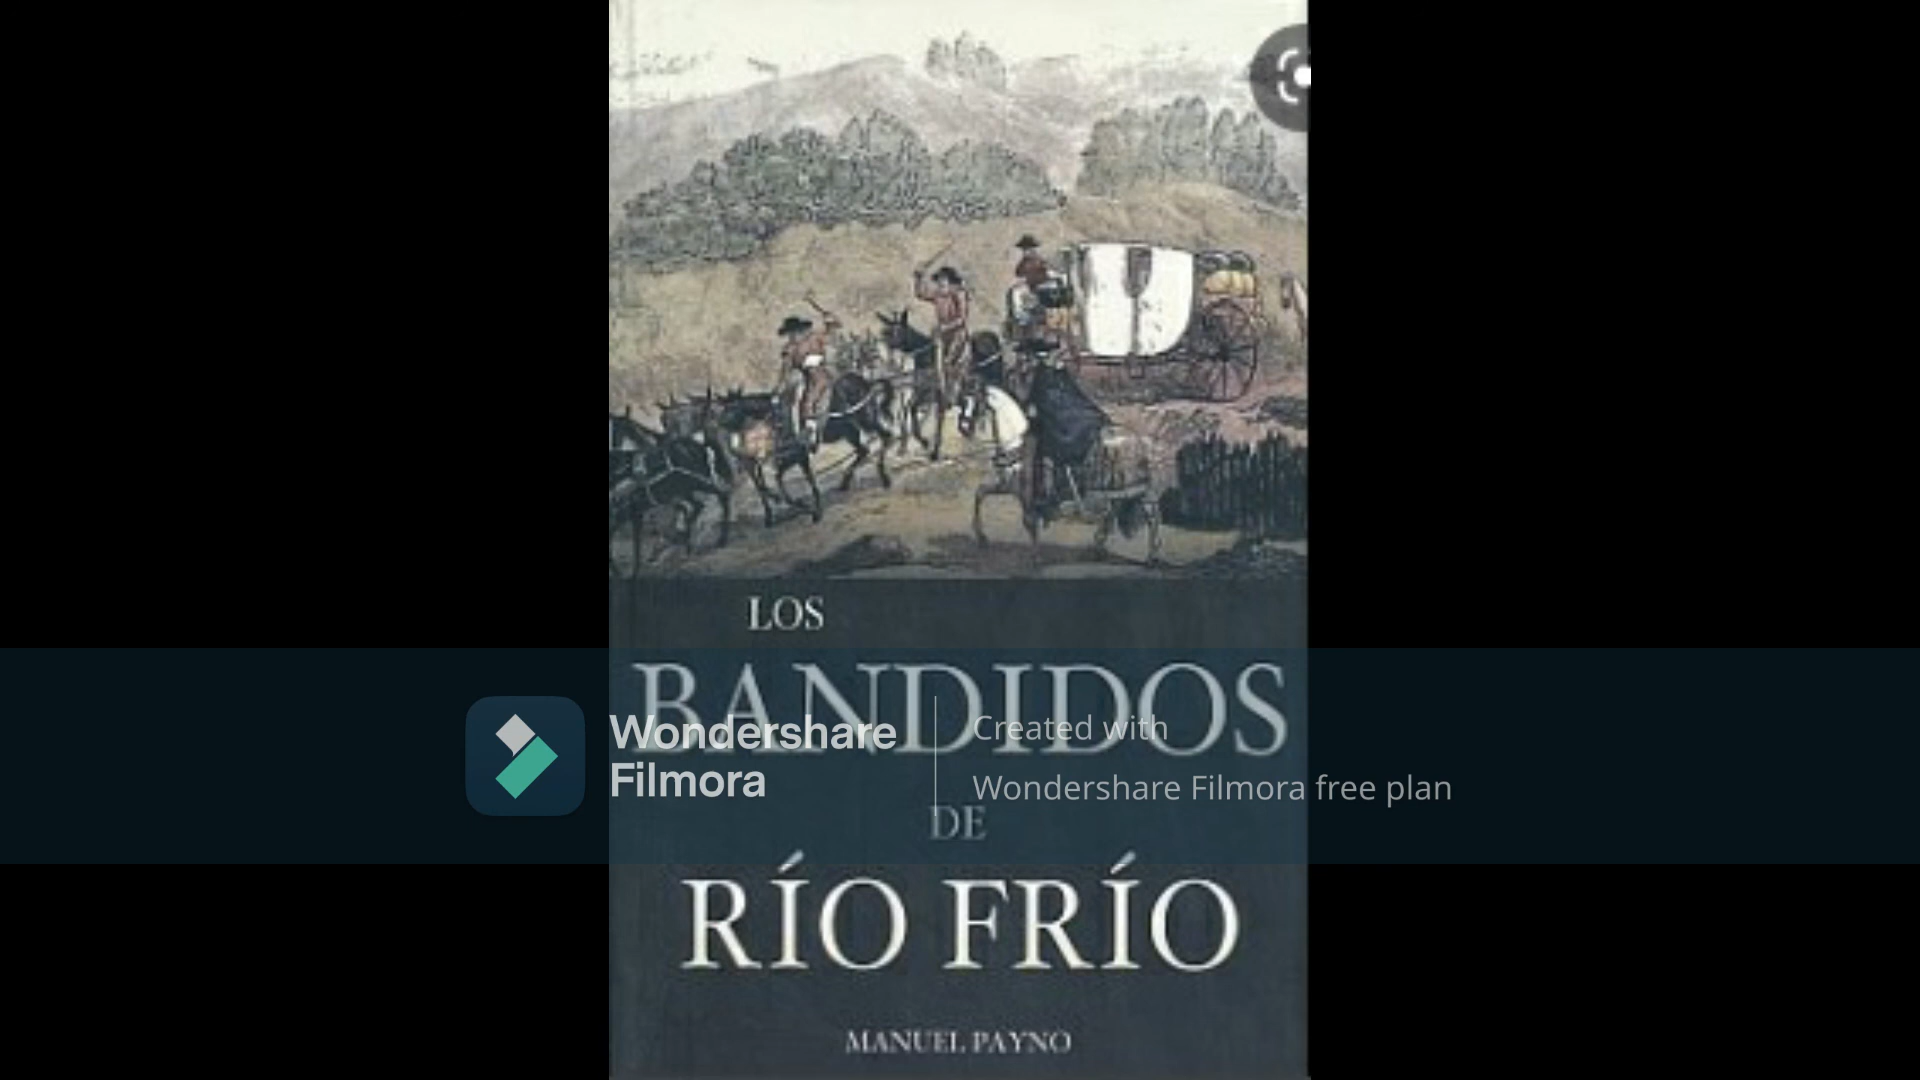 LOS
BANDIDOS
DE
RÍO FRÍO
MANUEL PAYNO
Wondershare
Filmora
Created with
Wondershare Filmora free plan